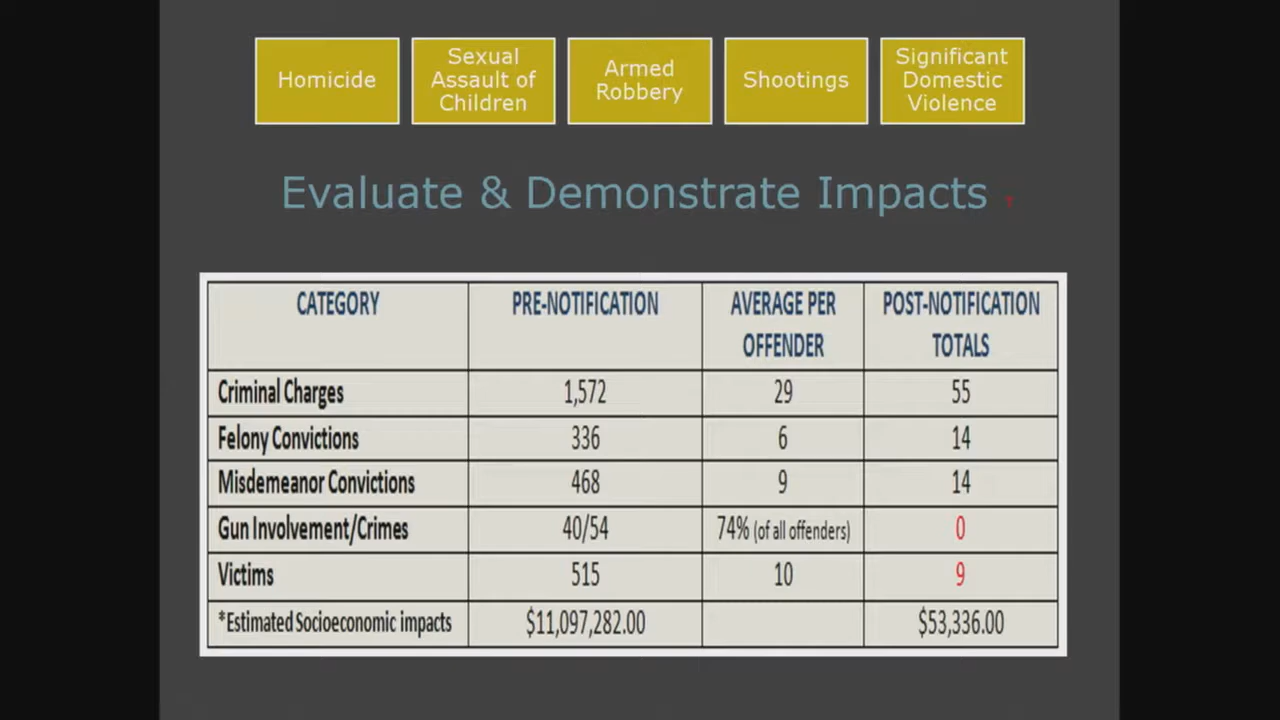 Homicide
Sexual
Assault of
Children
Armed
Robbery
Shootings
Significant
Domestic
Violence
Evaluate & Demonstrate Impacts
CATEGORY PRE-NOTIFICATION AVERAGE PER OFFENDER POST-NOTIFICATION TOTALS
Criminal Charges 1,572 29 55
Felony Convictions 336 6 14
Misdemeanor Convictions 468 9 14
Gun Involvement/Crimes 40/54 74% (of all offenders) 0
Victims 515 10 9
*Estimated Socioeconomic impacts $11,097,282.00 $53,336.00